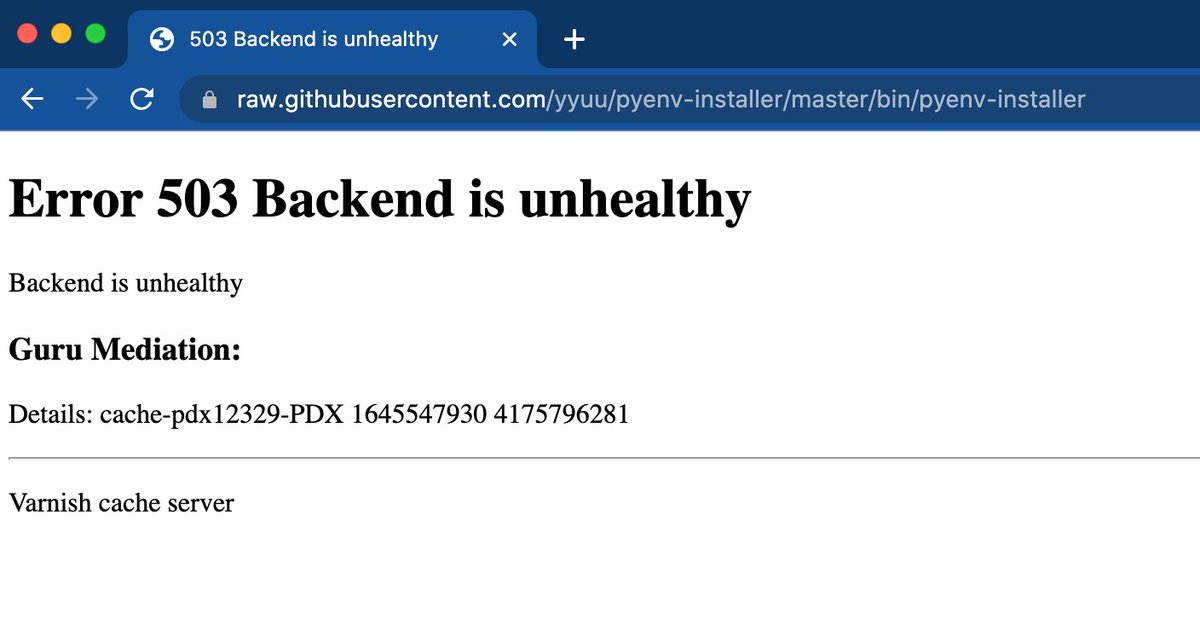 503 Backend is unhealthy
raw.githubusercontent.com/yyuu/pyenv-installer/master/bin/pyenv-installer
Error 503 Backend is unhealthy
Backend is unhealthy
Guru Mediation:
Details: cache-pdx12329-PDX 1645547930 4175796281
Varnish cache server